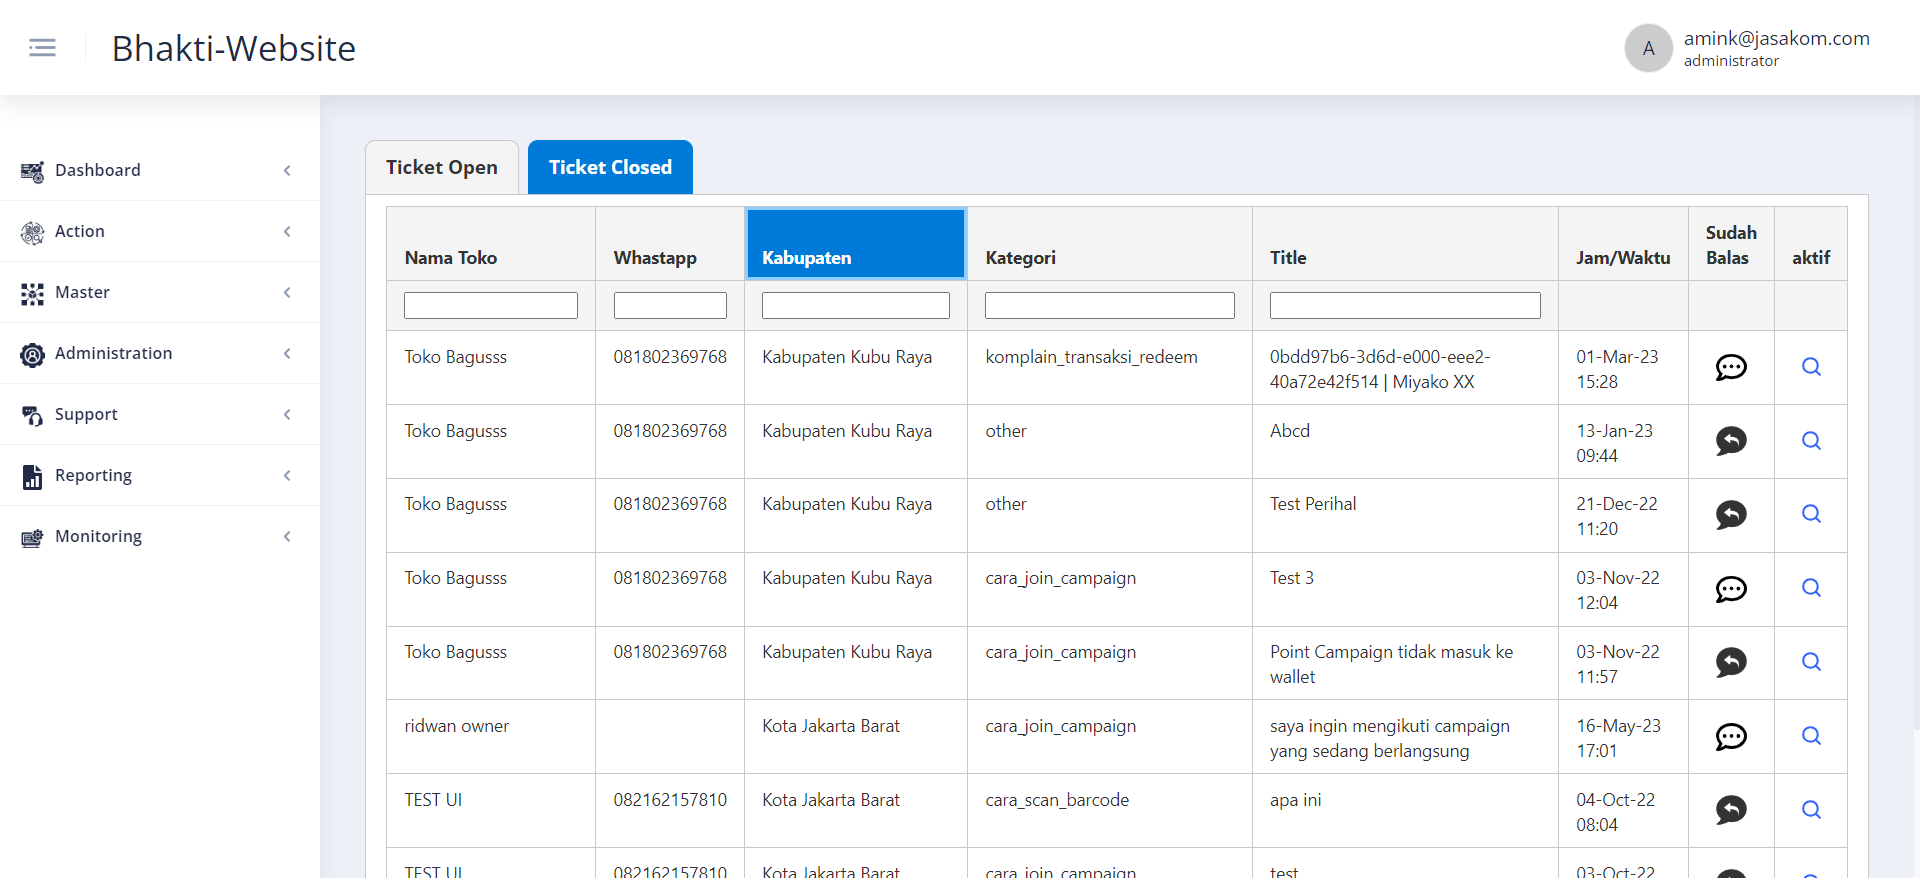 Bhakti-Website
A
amink@jasakom.com
administrator
Dashboard
Action
Master
Administration
Support
Reporting
Monitoring
Ticket Open
Ticket Closed
Nama Toko Whastapp Kabupaten Kategori Title Jam/Waktu Sudah Balas aktif
Toko Bagusss 081802369768 Kabupaten Kubu Raya komplain_transaksi_redeem 0bdd97b6-3d6d-e000-eee2-
40a72e42f514 | Miyako XX 01-Mar-23
15:28
Toko Bagusss 081802369768 Kabupaten Kubu Raya other Abcd 13-Jan-23
09:44
Toko Bagusss 081802369768 Kabupaten Kubu Raya other Test Perihal 21-Dec-22
11:20
Toko Bagusss 081802369768 Kabupaten Kubu Raya cara_join_campaign Test 3 03-Nov-22
12:04
Toko Bagusss 081802369768 Kabupaten Kubu Raya cara_join_campaign Point Campaign tidak masuk ke
wallet 03-Nov-22
11:57
ridwan owner Kota Jakarta Barat cara_join_campaign saya ingin mengikuti campaign
yang sedang berlangsung 16-May-23
17:01
TEST UI 082162157810 Kota Jakarta Barat cara_scan_barcode apa ini 04-Oct-22
08:04
TEST UI 082162157810 Kota Jakarta Barat cara_join_campaign test 03-Oct-22